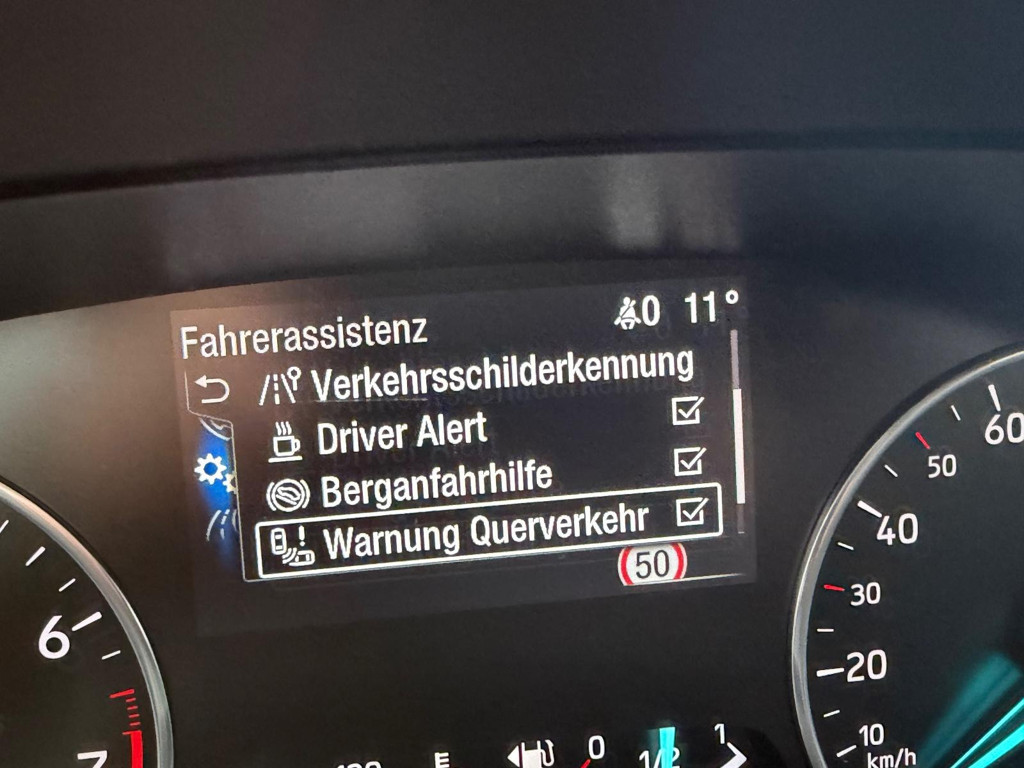 Fahrerassistenz
0 11°
Verkehrsschilderkennung
Driver Alert
Berganfahrhilfe
Warnung Querverkehr
50
60
50
40
30
20
10
km/h
6
7
E
0 1/2 1